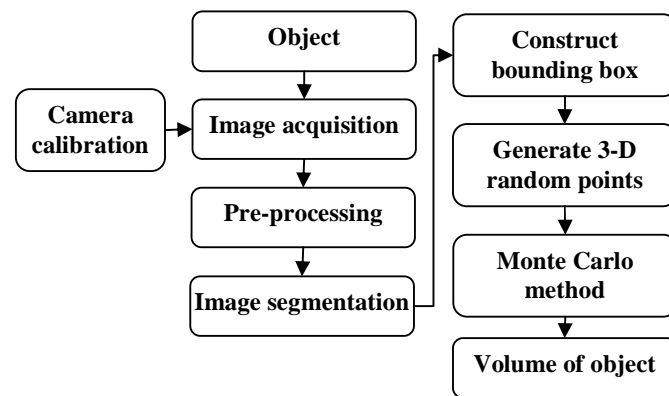 Object
Camera
calibration
Image acquisition
Pre-processing
Image segmentation
Construct
bounding box
Generate 3-D
random points
Monte Carlo
method
Volume of object